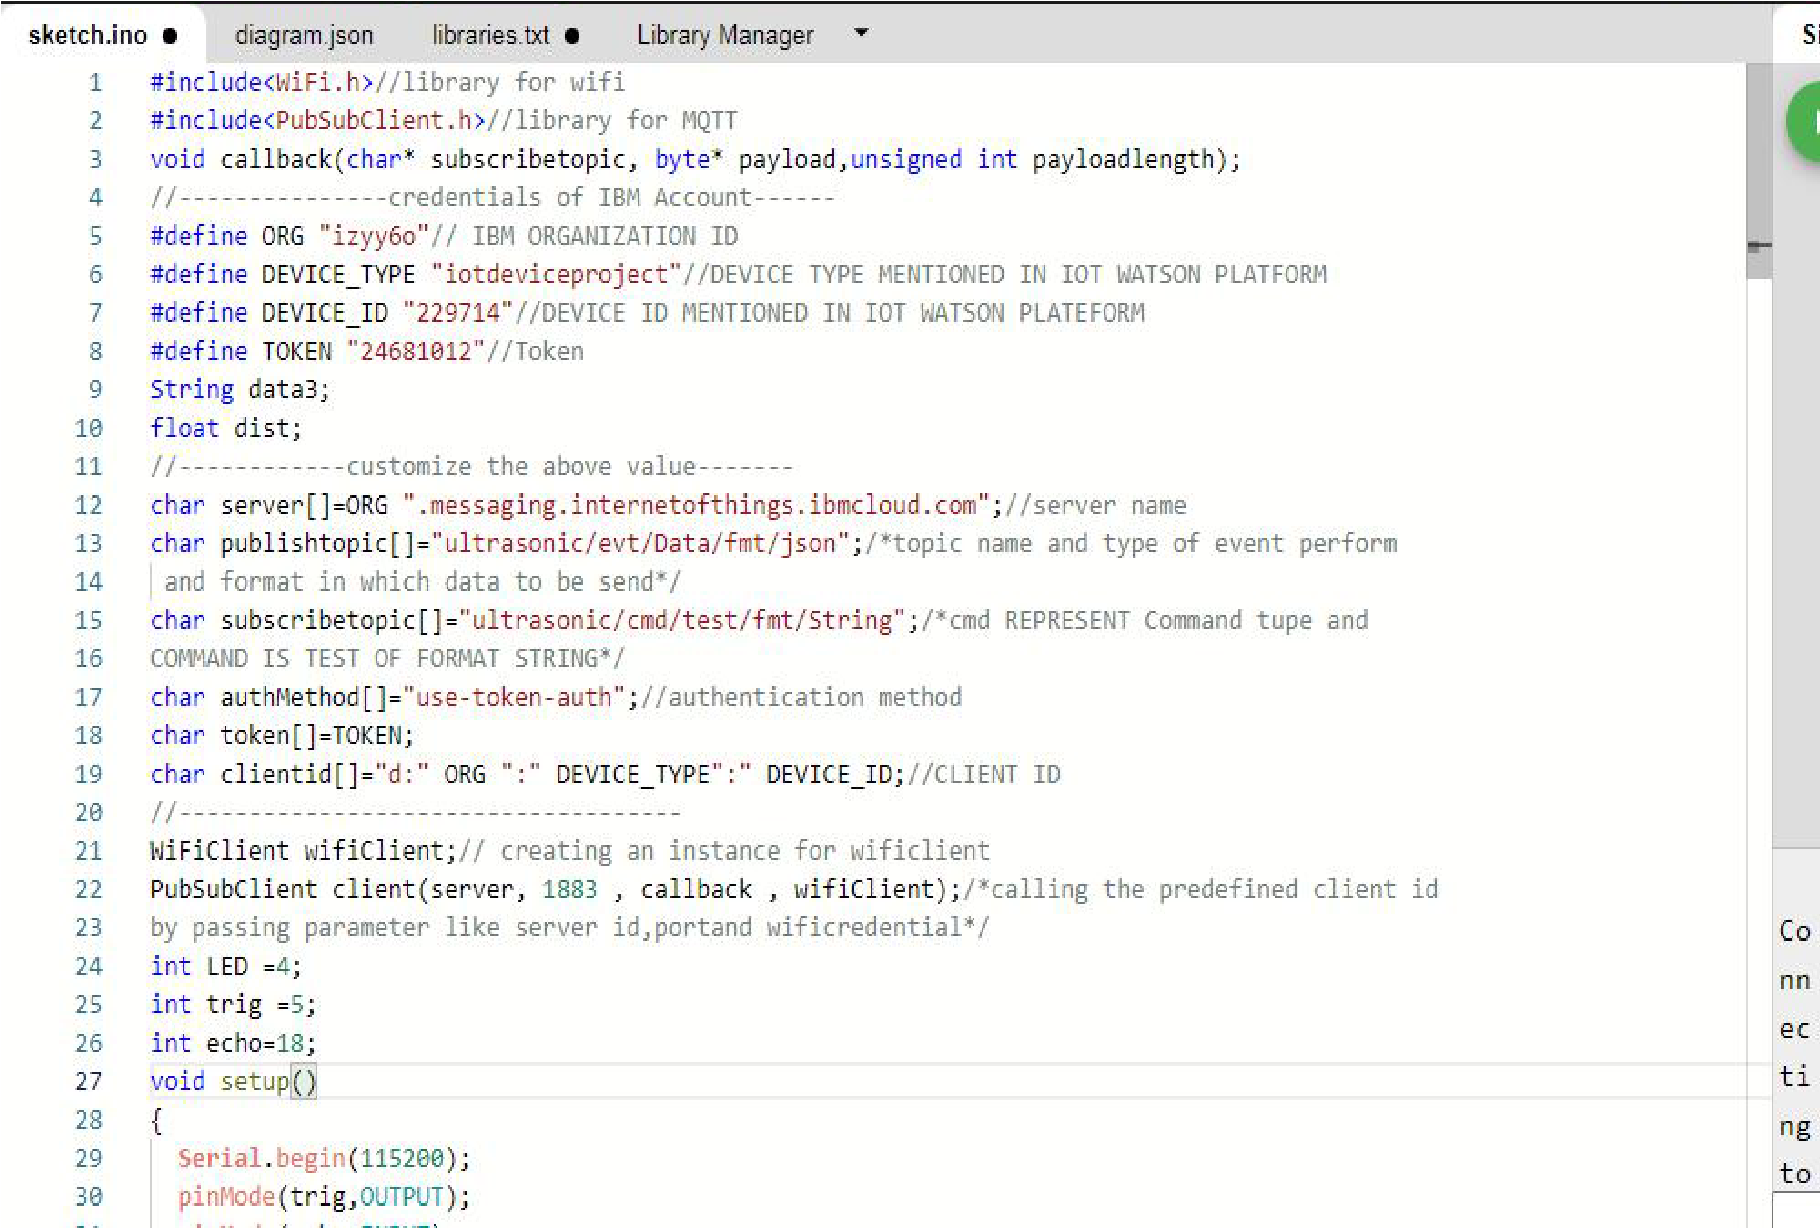 sketch.ino ● diagram.json libraries.txt ● Library Manager ▼
1 #include<WiFi.h>//library for wifi
2 #include<PubSubClient.h>//library for MQTT
3 void callback(char* subscribetopic, byte* payload,unsigned int payloadlength);
4 //---------------credentials of IBM Account------
5 #define ORG "izyy6o"// IBM ORGANIZATION ID
6 #define DEVICE_TYPE "iotdeviceproject"//DEVICE TYPE MENTIONED IN IOT WATSON PLATFORM
7 #define DEVICE_ID "229714"//DEVICE ID MENTIONED IN IOT WATSON PLATEFORM
8 #define TOKEN "24681012"//Token
9 String data3;
10 float dist;
11 //------------customize the above value-------
12 char server[]=ORG ".messaging.internetofthings.ibmcloud.com";//server name
13 char publishtopic[]="ultrasonic/evt/Data/fmt/json";/*topic name and type of event perform
14 and format in which data to be send*/
15 char subscribetopic[]="ultrasonic/cmd/test/fmt/String";/*cmd REPRESENT Command tupe and
16 COMMAND IS TEST OF FORMAT STRING*/
17 char authMethod[]="use-token-auth";//authentication method
18 char token[]=TOKEN;
19 char clientid[]="d:" ORG ":" DEVICE_TYPE":" DEVICE_ID;//CLIENT ID
20 //------------------------------------
21 WiFiClient wifiClient;// creating an instance for wificlient
22 PubSubClient client(server, 1883 , callback , wifiClient);/*calling the predefined client id
23 by passing parameter like server id,portand wificredential*/
24 int LED =4;
25 int trig =5;
26 int echo=18;
27 void setup()
28 {
29 Serial.begin(115200);
30 pinMode(trig,OUTPUT);
Co
nn
ec
ti
ng
to